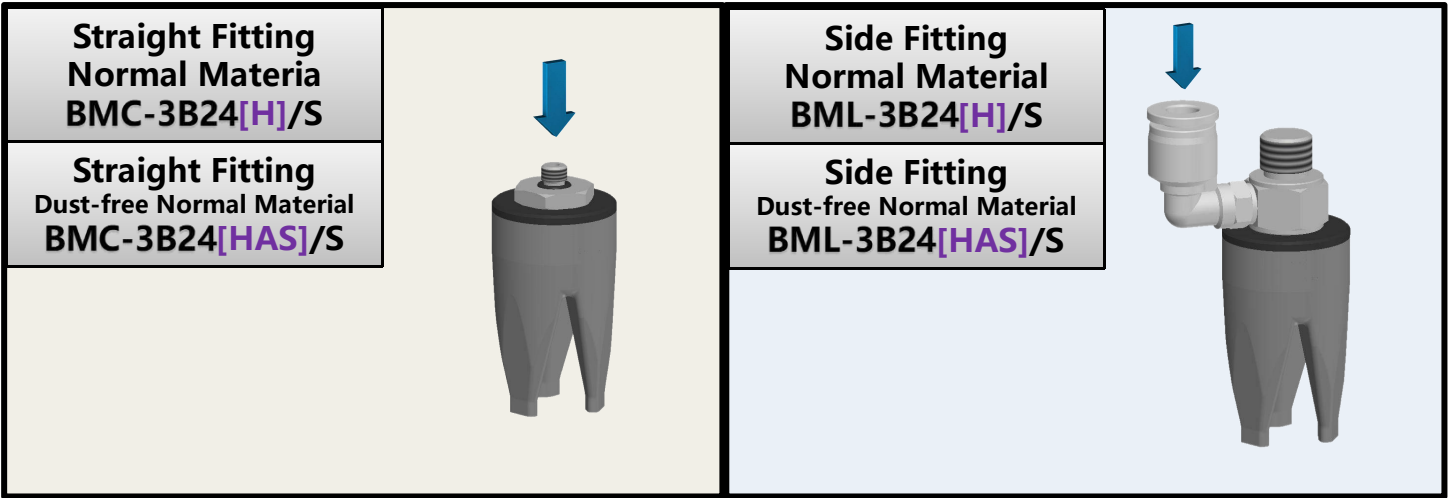 Straight Fitting
Normal Materia
BMC-3B24[H]/S
Straight Fitting
Dust-free Normal Material
BMC-3B24[HAS]/S
Side Fitting
Normal Material
BML-3B24[H]/S
Side Fitting
Dust-free Normal Material
BML-3B24[HAS]/S